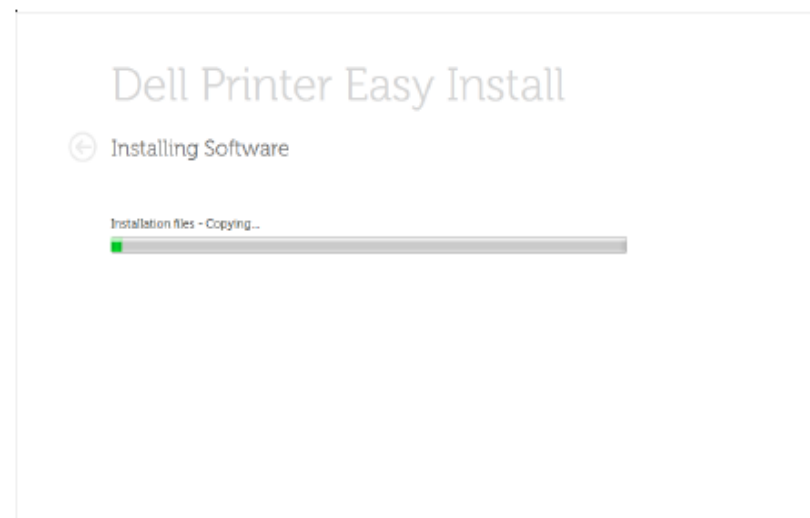 Dell Printer Easy Install
Installing Software
Installation files - Copying...